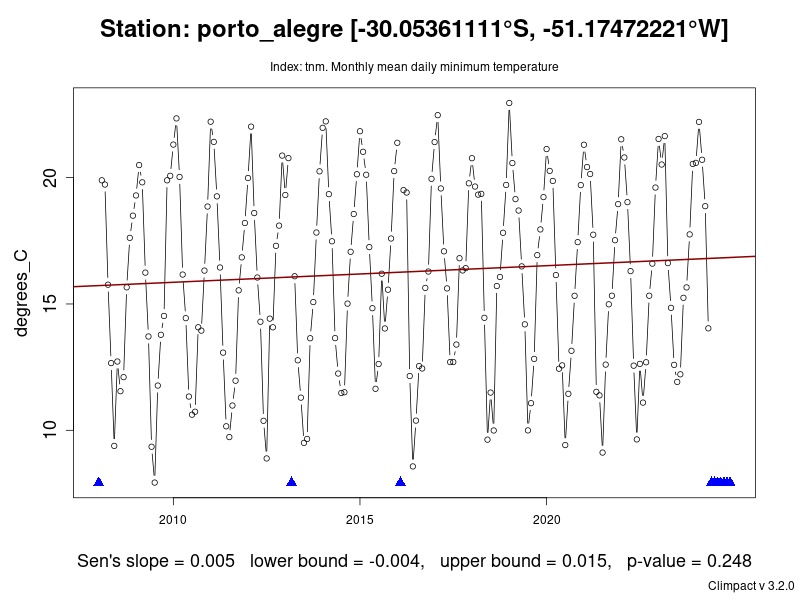 Station: porto_alegre [-30.05361111°S, -51.17472221°W]
Index: tnm. Monthly mean daily minimum temperature
degrees_C
20
15
10
2010 2015 2020
Sen's slope = 0.005 lower bound = -0.004, upper bound = 0.015, p-value = 0.248
Climpact v 3.2.0